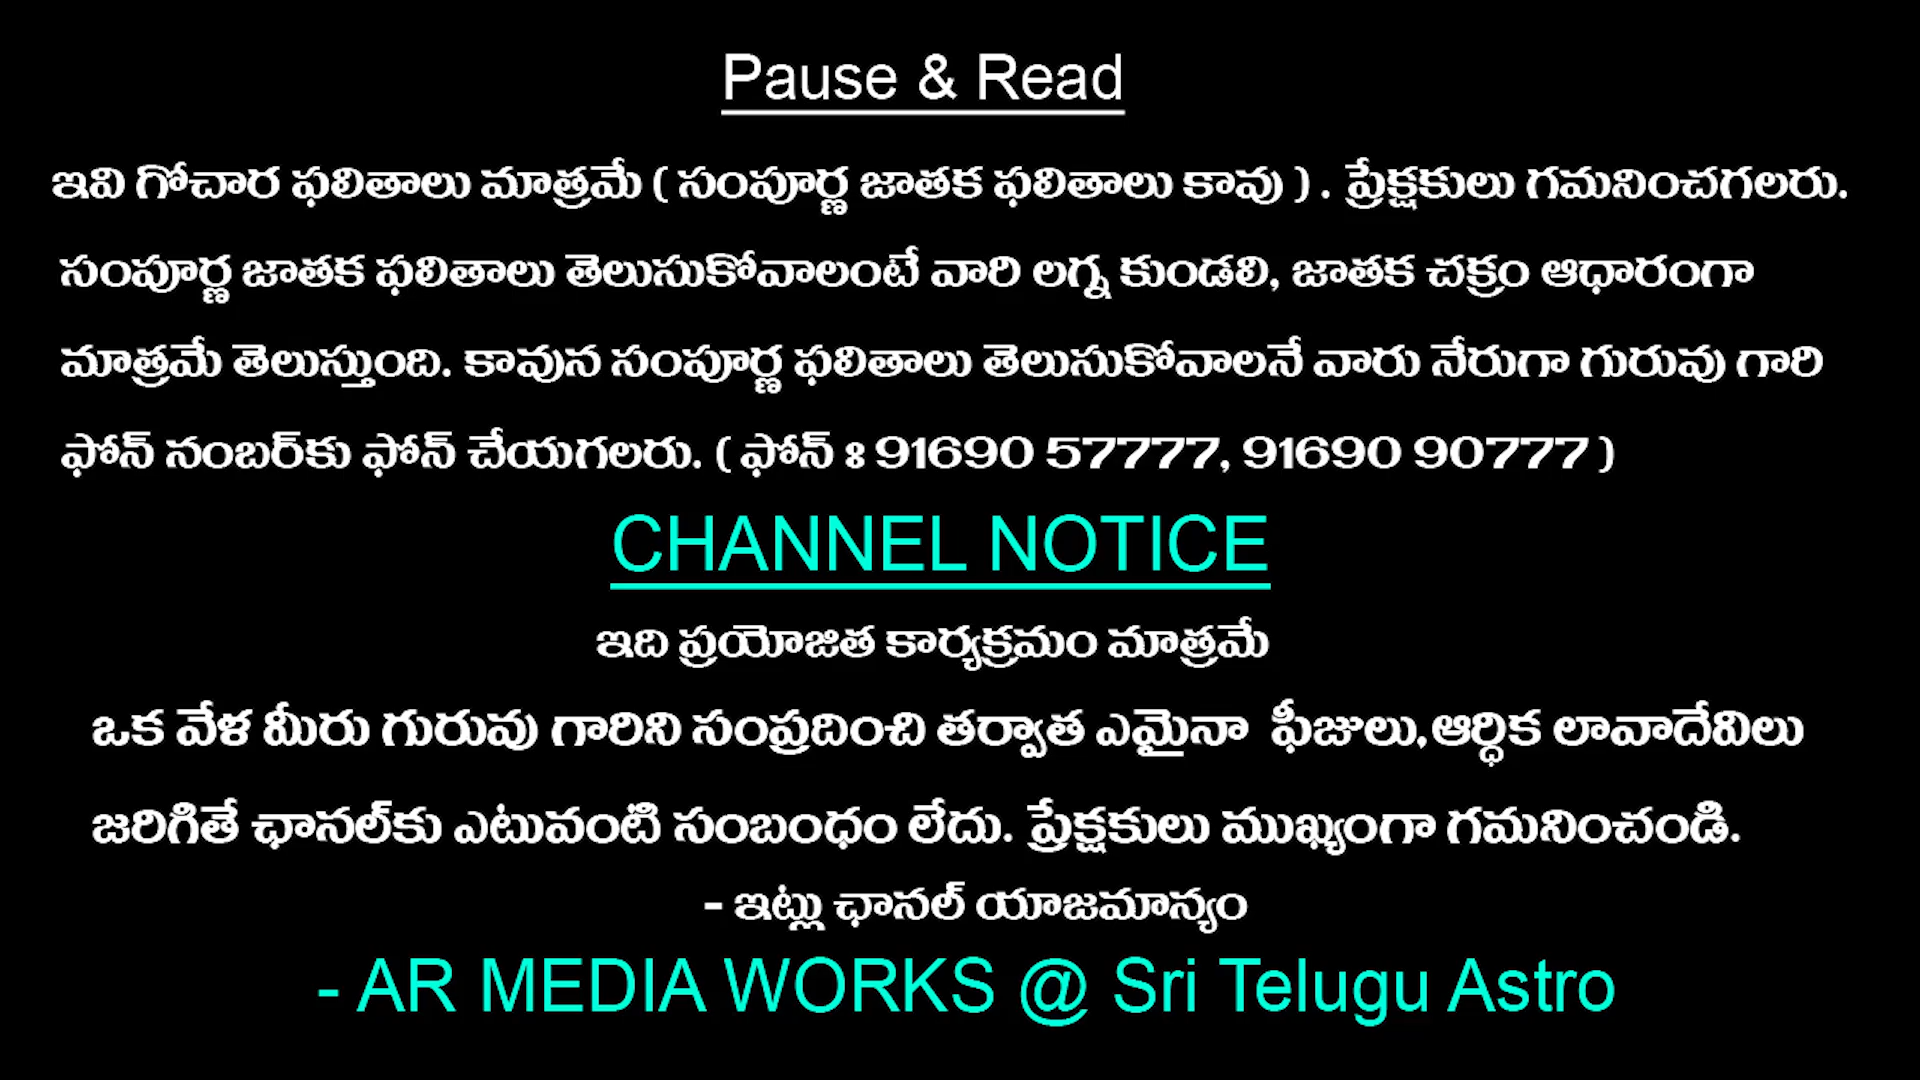 Pause & Read
ఇవి గోచార ఫలితాలు మాత్రమే ( సంపూర్ణ జాతక ఫలితాలు కావు ) . ప్రేక్షకులు గమనించగలరు.
సంపూర్ణ జాతక ఫలితాలు తెలుసుకోవాలంటే వారి లగ్న కుండలి, జాతక చక్రం ఆధారంగా
మాత్రమే తెలుస్తుంది. కావున సంపూర్ణ ఫలితాలు తెలుసుకోవాలనే వారు నేరుగా గురువు గారి
ఫోన్ నంబర్‌కు ఫోన్ చేయగలరు. ( ఫోన్ ః 91690 57777, 91690 90777 )
CHANNEL NOTICE
ఇది ప్రయోజిత కార్యక్రమం మాత్రమే
ఒక వేళ మీరు గురువు గారిని సంప్రదించి తర్వాత ఎమైనా ఫీజులు,ఆర్ధిక లావాదేవిలు
జరిగితే ఛానల్‌కు ఎటువంటి సంబంధం లేదు. ప్రేక్షకులు ముఖ్యంగా గమనించండి.
- ఇట్లు ఛానల్ యాజమాన్యం
- AR MEDIA WORKS @ Sri Telugu Astro